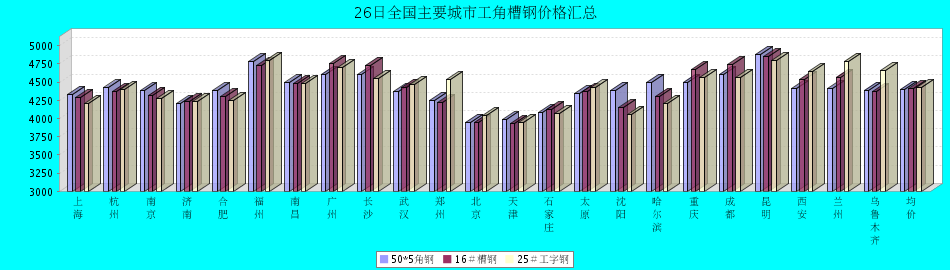 26日全国主要城市工角槽钢价格汇总
5000
4750
4500
4250
4000
3750
3500
3250
3000
上海
杭州
南京
济南
合肥
福州
南昌
广州
长沙
武汉
郑州
北京
天津
石家庄
太原
沈阳
哈尔滨
重庆
成都
昆明
西安
兰州
乌鲁木齐
均价
50*5角钢
16#槽钢
25#工字钢